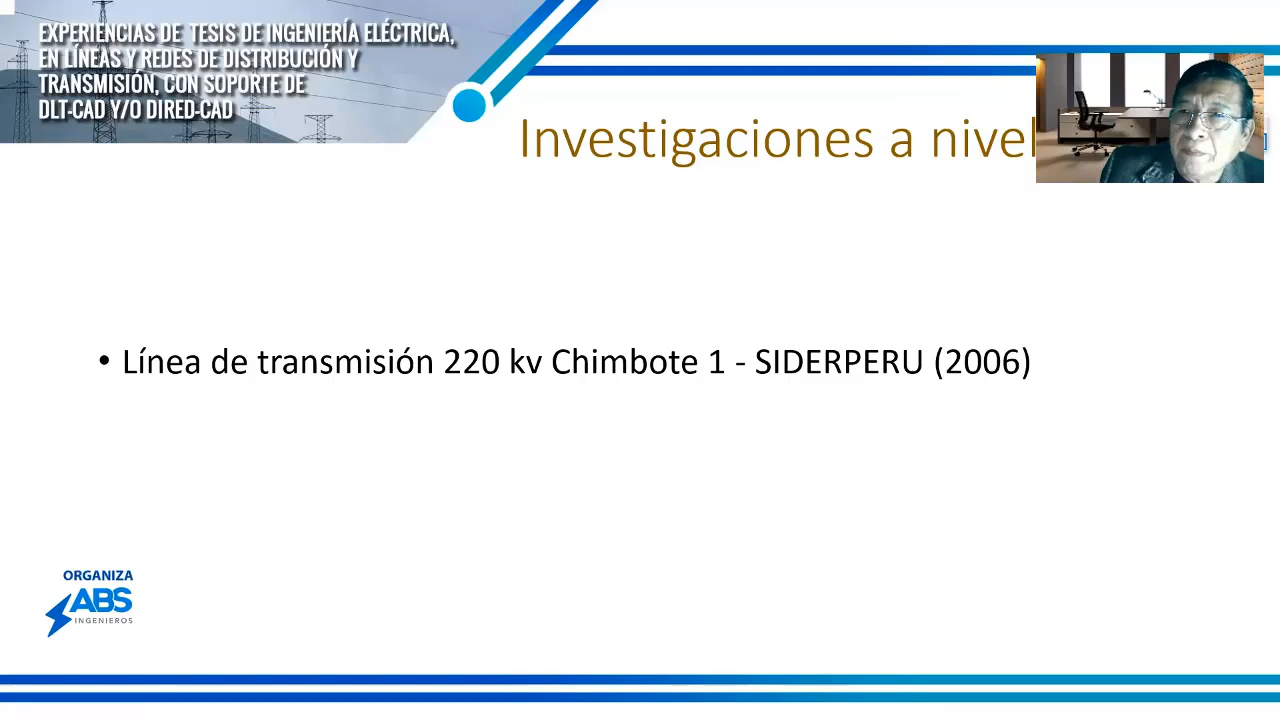 EXPERIENCIAS DE TESIS DE INGENIERÍA ELÉCTRICA,
EN LÍNEAS Y REDES DE DISTRIBUCIÓN Y
TRANSMISIÓN, CON SOPORTE DE
DLT-CAD Y/O DIRED-CAD
Investigaciones a nivel
• Línea de transmisión 220 kv Chimbote 1 - SIDERPERU (2006)
ORGANIZA
ABS
INGENIEROS